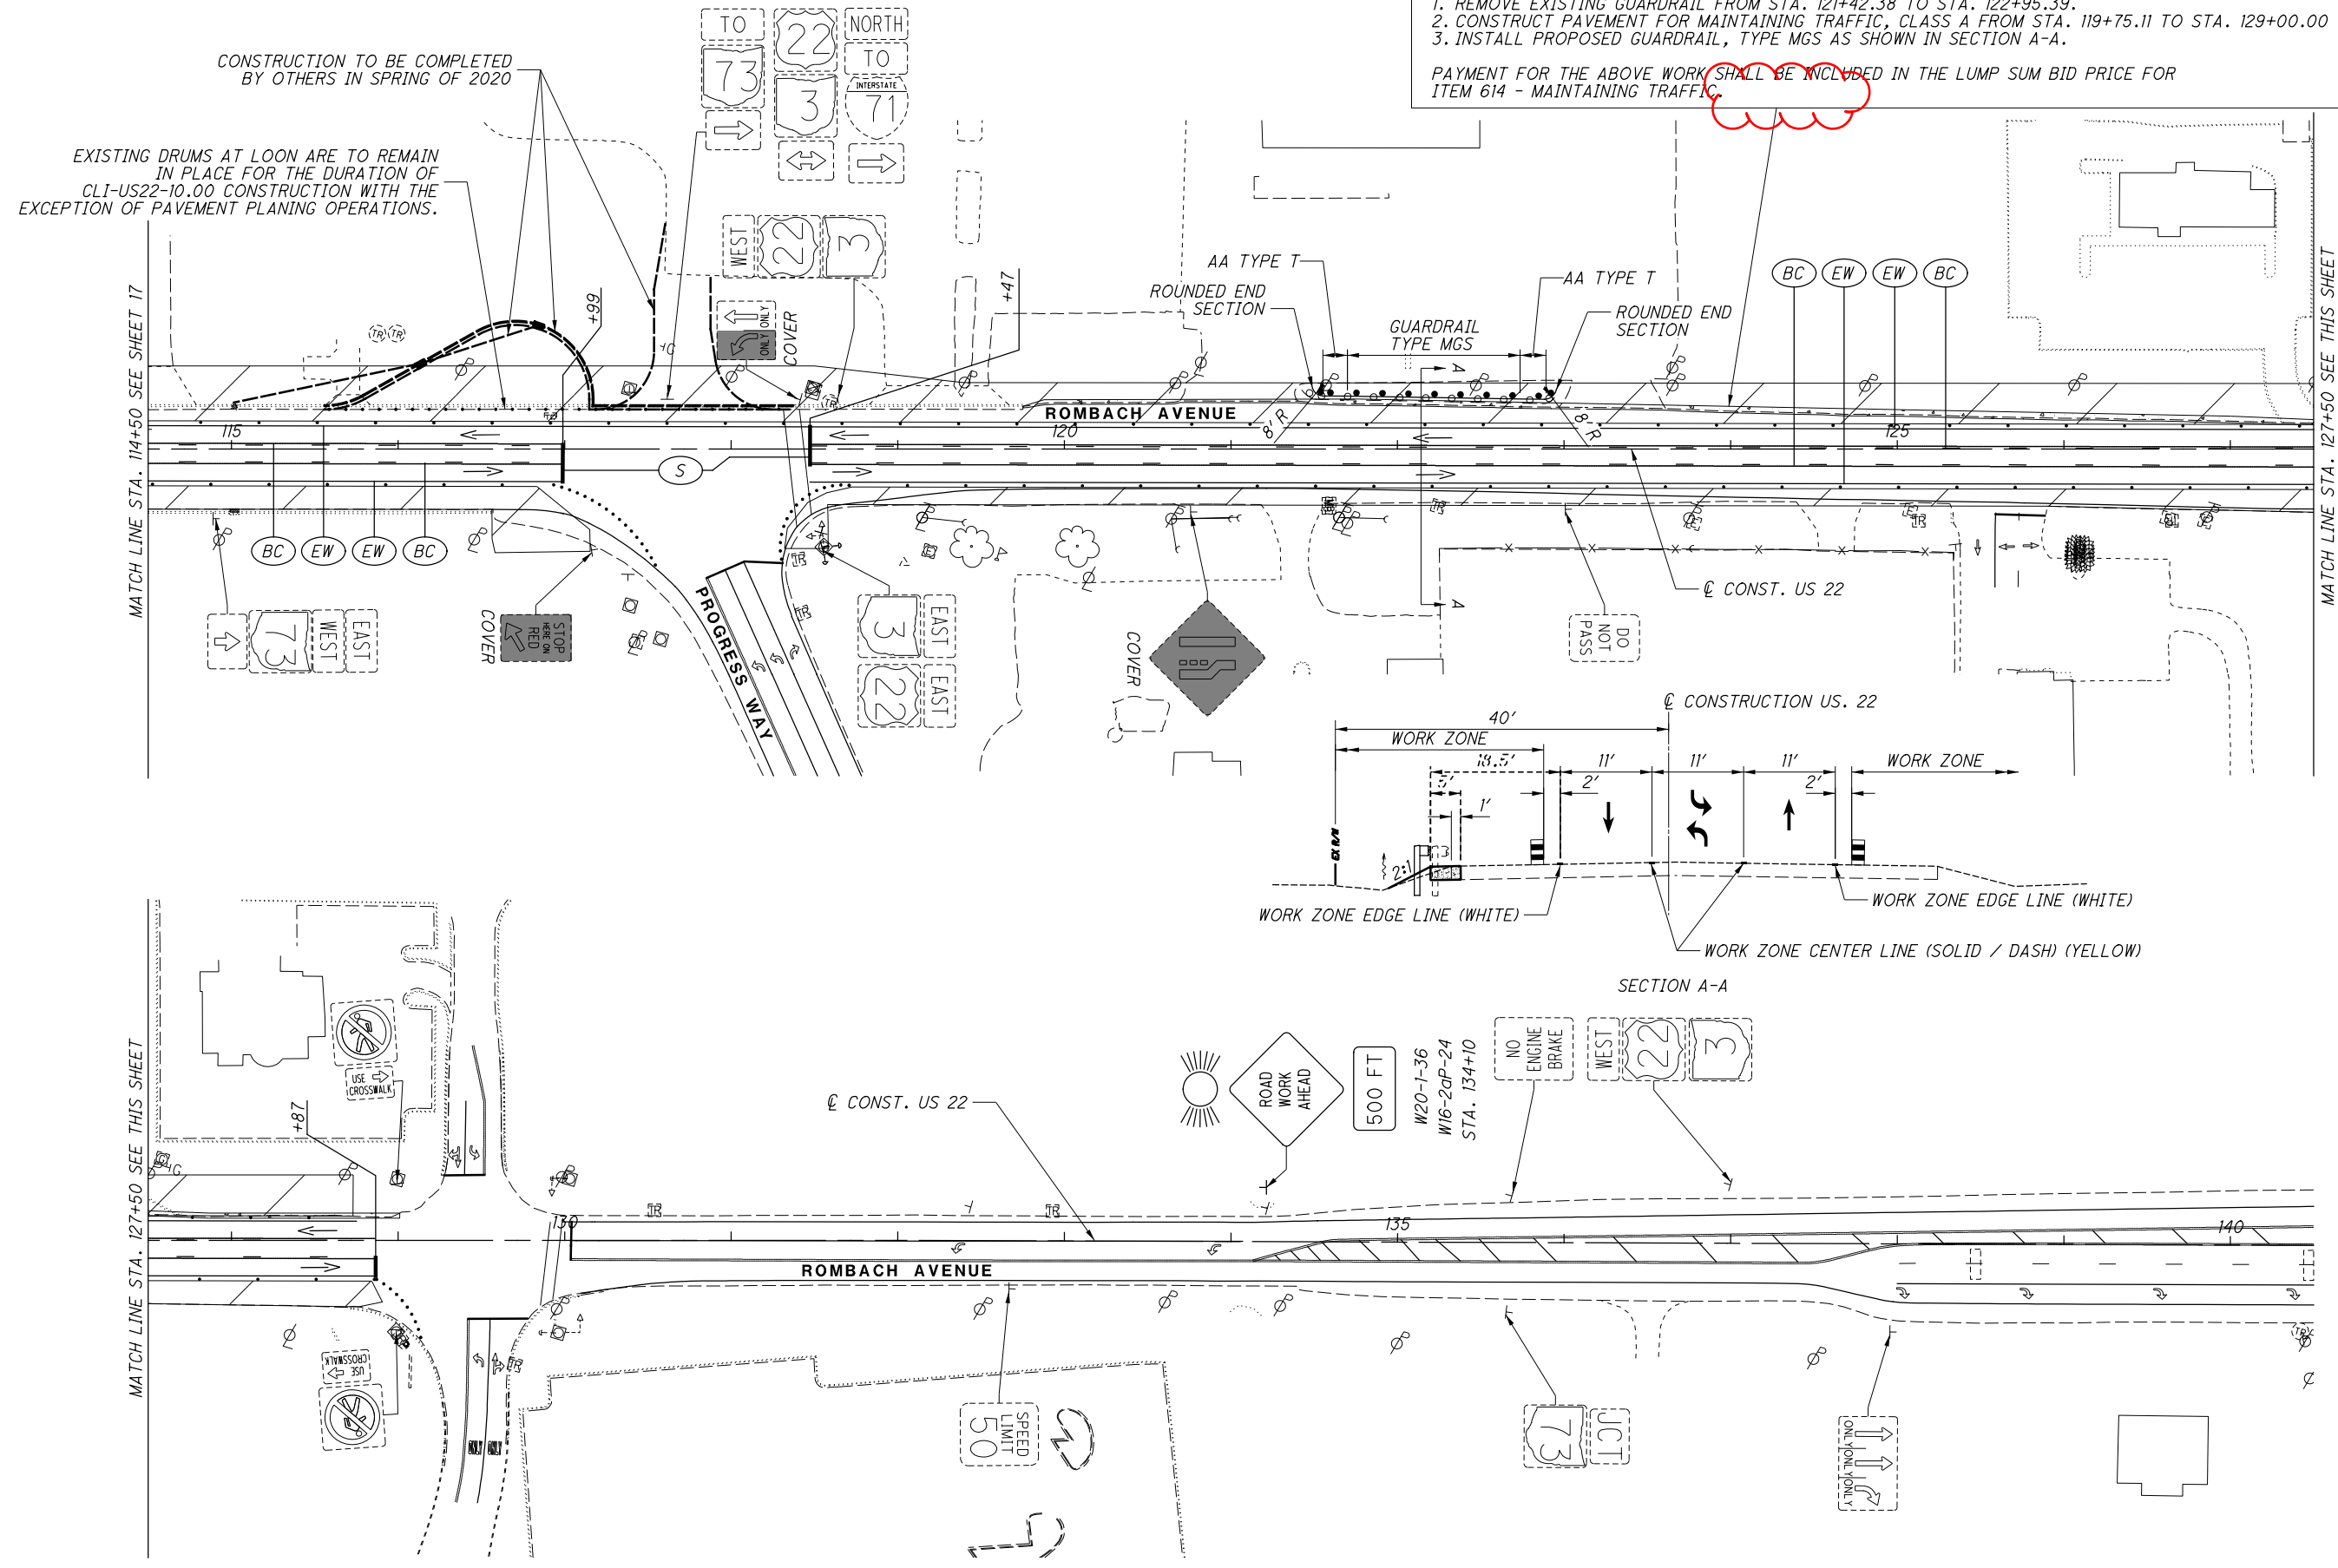 1. REMOVE EXISTING GUARDRAIL FROM STA. 121+42.38 TO STA. 122+95.39.
2. CONSTRUCT PAVEMENT FOR MAINTAINING TRAFFIC, CLASS A FROM STA. 119+75.11 TO STA. 129+00.00
3. INSTALL PROPOSED GUARDRAIL, TYPE MGS AS SHOWN IN SECTION A-A.
PAYMENT FOR THE ABOVE WORK SHALL BE INCLUDED IN THE LUMP SUM BID PRICE FOR
ITEM 614 - MAINTAINING TRAFFIC.
CONSTRUCTION TO BE COMPLETED
BY OTHERS IN SPRING OF 2020
TO
73
22
3
NORTH
TO
INTERSTATE
71
EXISTING DRUMS AT LOON ARE TO REMAIN
IN PLACE FOR THE DURATION OF
CLI-US22-10.00 CONSTRUCTION WITH THE
EXCEPTION OF PAVEMENT PLANING OPERATIONS.
WEST
22
3
MATCH LINE STA. 114+50 SEE SHEET 17
+99
+47
ONLY
ONLY
COVER
TR
TR
AA TYPE T
ROUNDED END
SECTION
GUARDRAIL
TYPE MGS
AA TYPE T
ROUNDED END
SECTION
BC
EW
EW
BC
MATCH LINE STA. 127+50 SEE THIS SHEET
A
ROMBACH AVENUE
8' R
8' R
115
120
125
S
BC
EW
EW
BC
PROGRESS WAY
73
WEST
EAST
COVER
STOP
HERE ON
RED
3
EAST
22
EAST
COVER
A
DO
NOT
PASS
℄ CONST. US 22
℄ CONSTRUCTION US. 22
40'
WORK ZONE
18.5'
11'
11'
11'
WORK ZONE
5'
2'
2'
1'
EX R/W
2:1
WORK ZONE EDGE LINE (WHITE)
WORK ZONE EDGE LINE (WHITE)
WORK ZONE CENTER LINE (SOLID / DASH) (YELLOW)
SECTION A-A
MATCH LINE STA. 127+50 SEE THIS SHEET
USE
CROSSWALK
+87
℄ CONST. US 22
ROAD
WORK
AHEAD
500 FT
W20-1-36
W16-2aP-24
STA. 134+10
NO
ENGINE
BRAKE
WEST
22
3
130
135
140
ROMBACH AVENUE
USE
CROSSWALK
ONLY
ONLY
SPEED
LIMIT
50
73
JCT
ONLY
ONLY
ONLY